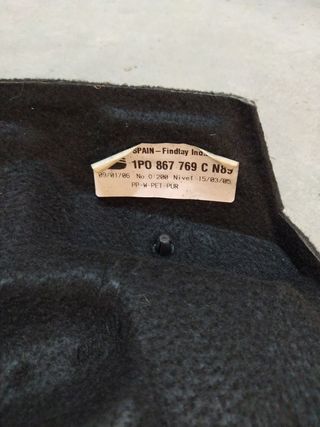 SPAIN - Findlay Ind.
1P0 867 769 C N89
09/01/06 No 0:200 Nivel 15/03/05
PP-W-PET-PUR